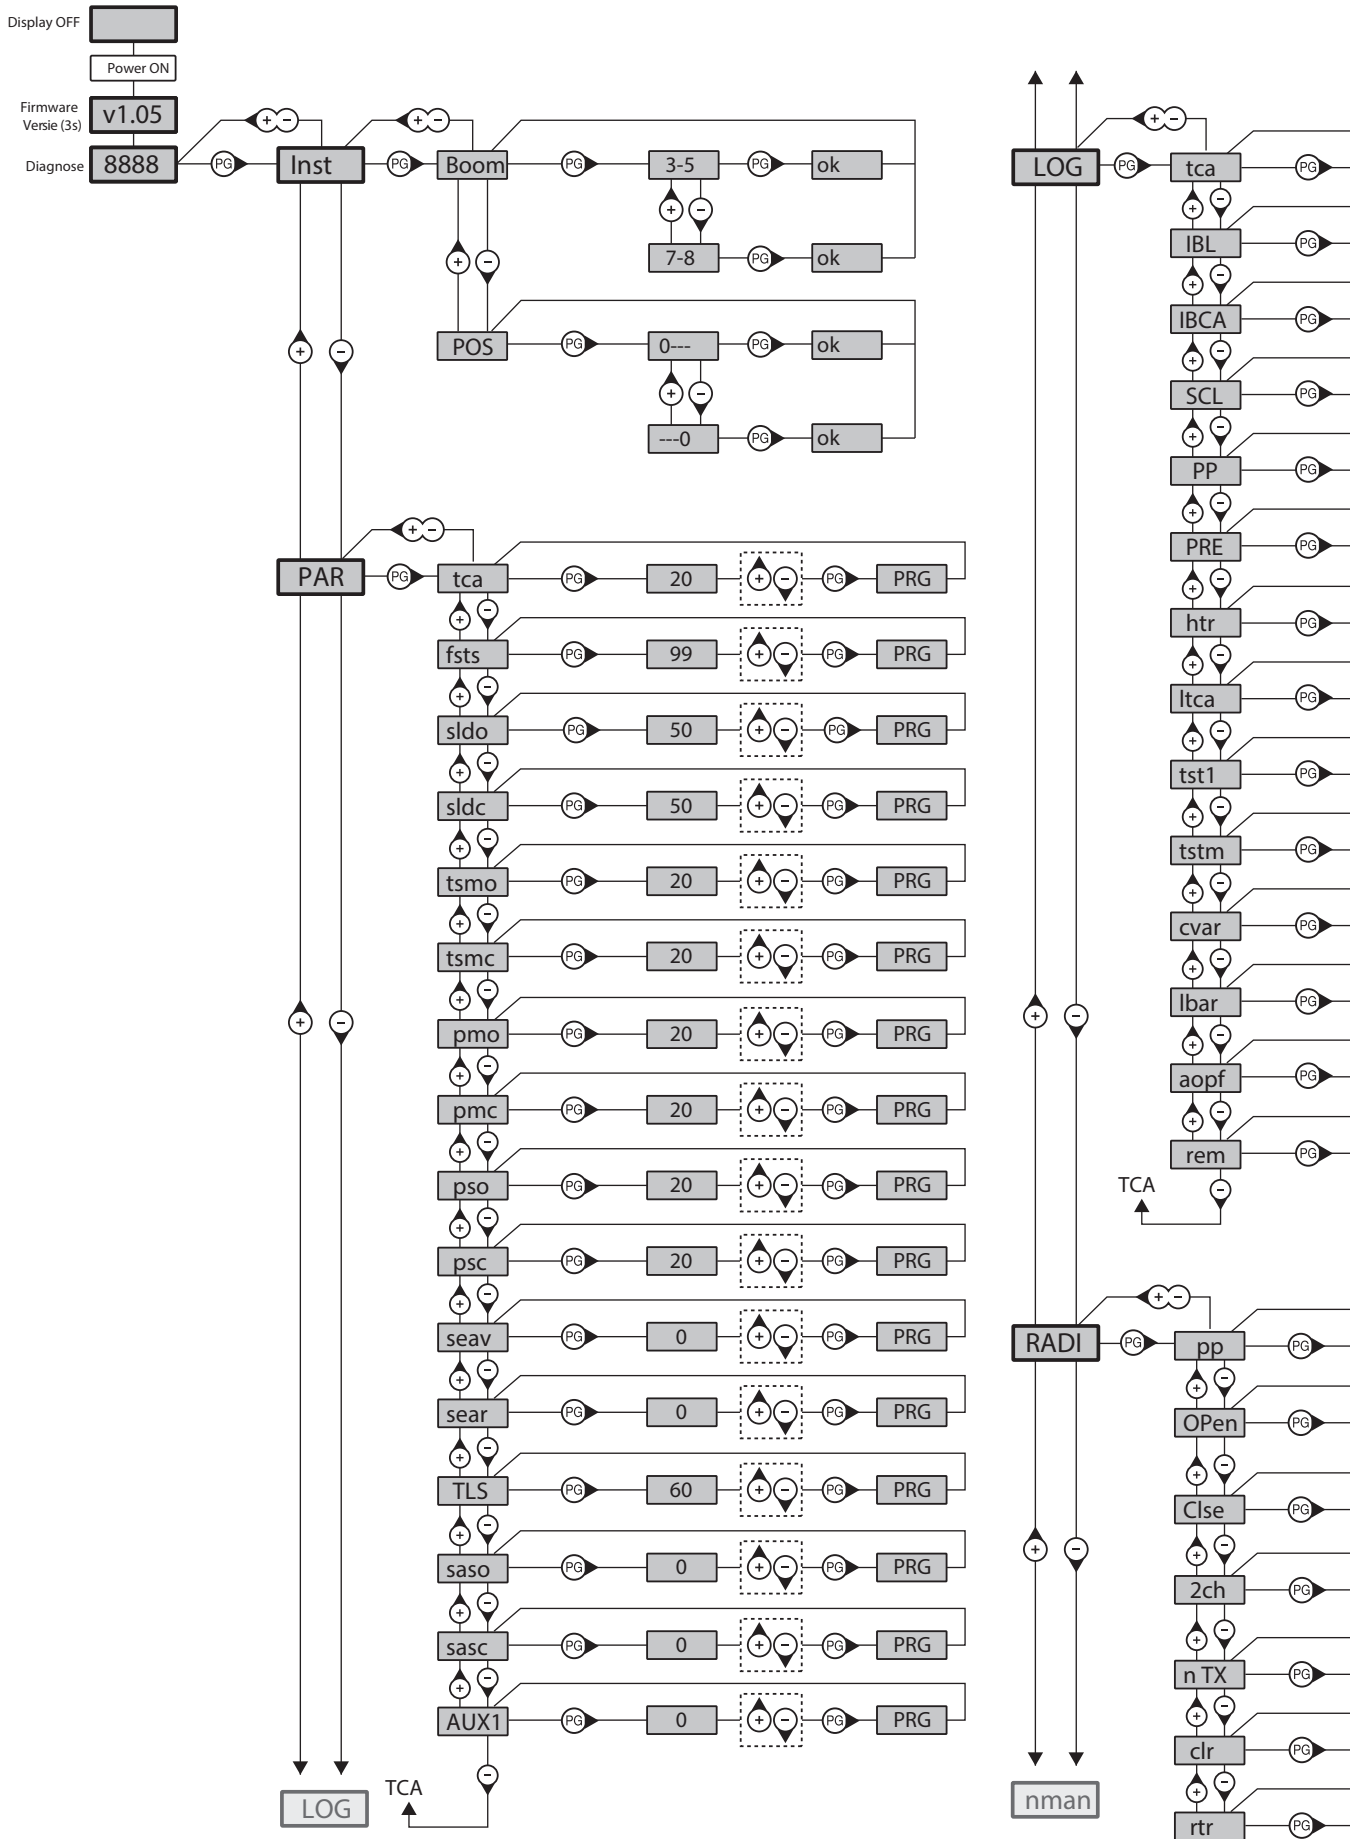 Display OFF
Power ON
Firmware
Versie (3s)
v1.05
Diagnose
8888
PG
Inst
PG
Boom
PG
3-5
PG
ok
+ -
+ -
+ -
7-8
PG
ok
+ -
POS
PG
0---
PG
ok
+ -
+ -
---0
PG
ok
+ -
PAR
PG
tca
PG
20
+ -
PG
PRG
+ -
fsts
PG
99
+ -
PG
PRG
+ -
sldo
PG
50
+ -
PG
PRG
+ -
sldc
PG
50
+ -
PG
PRG
+ -
tsmo
PG
20
+ -
PG
PRG
+ -
tsmc
PG
20
+ -
PG
PRG
+ -
+ -
pmo
PG
20
+ -
PG
PRG
+ -
pmc
PG
20
+ -
PG
PRG
+ -
pso
PG
20
+ -
PG
PRG
+ -
psc
PG
20
+ -
PG
PRG
+ -
seav
PG
0
+ -
PG
PRG
+ -
sear
PG
0
+ -
PG
PRG
+ -
TLS
PG
60
+ -
PG
PRG
+ -
saso
PG
0
+ -
PG
PRG
+ -
sasc
PG
0
+ -
PG
PRG
+ -
AUX1
PG
0
+ -
PG
PRG
-
LOG
TCA
+ -
LOG
PG
tca
PG
+ -
IBL
PG
+ -
IBCA
PG
+ -
SCL
PG
+ -
PP
PG
+ -
PRE
PG
+ -
htr
PG
+ -
ltca
PG
+ -
tst1
PG
+ -
tstm
PG
+ -
cvar
PG
+ -
lbar
PG
+ -
+ -
aopf
PG
+ -
rem
PG
-
TCA
+ -
RADI
PG
pp
PG
+ -
OPen
PG
+ -
Clse
PG
+ -
+ -
2ch
PG
+ -
n TX
PG
+ -
clr
PG
+ -
nman
rtr
PG